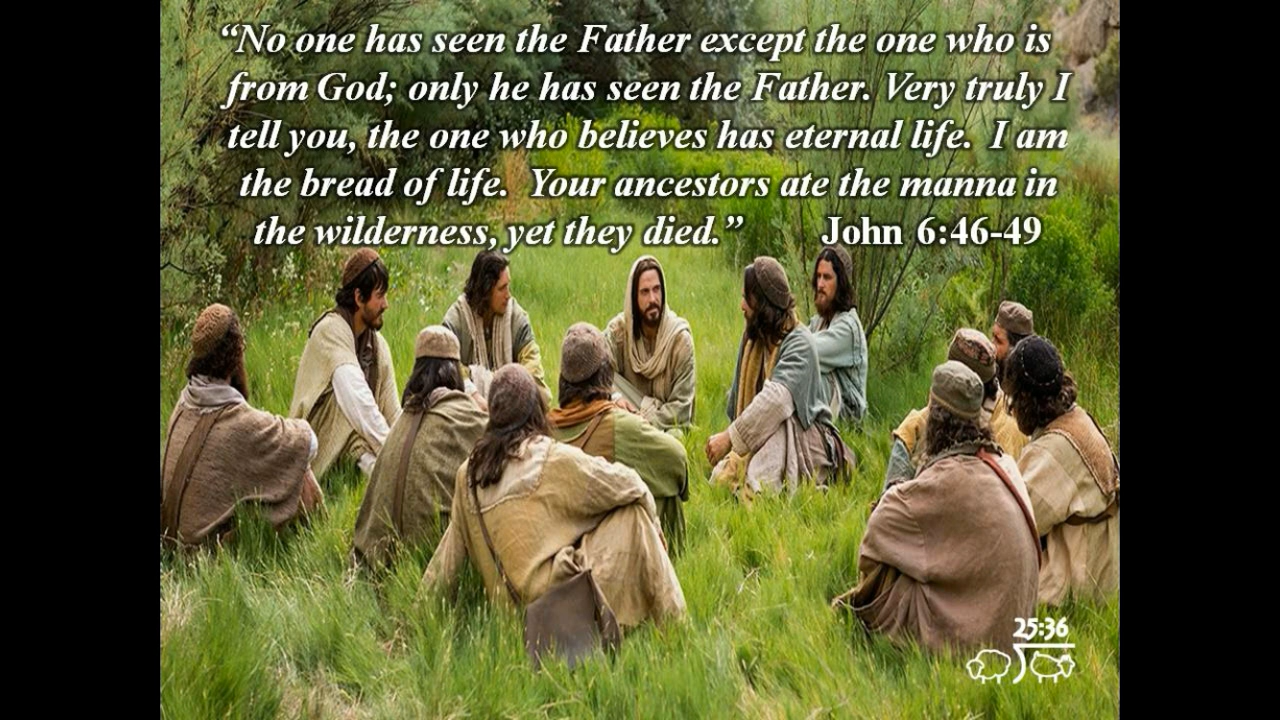 “No one has seen the Father except the one who is
from God; only he has seen the Father. Very truly I
tell you, the one who believes has eternal life.  I am
the bread of life.  Your ancestors ate the manna in
the wilderness, yet they died.” John 6:46-49
25:36